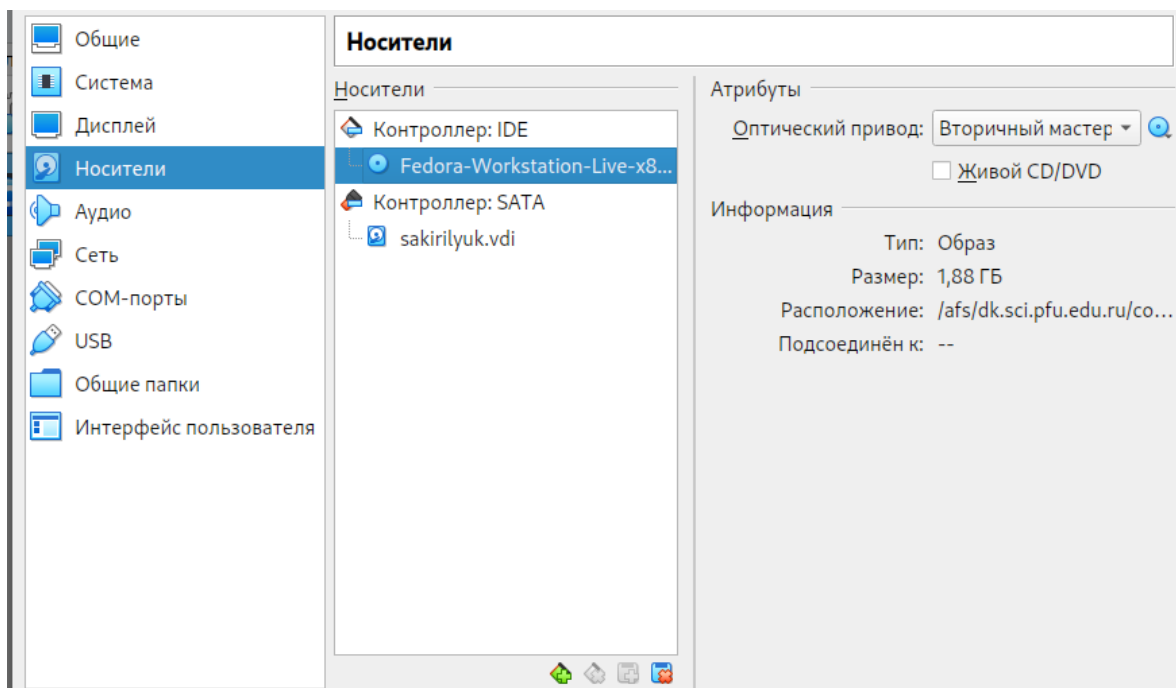 Общие
Система
Дисплей
Носители
Аудио
Сеть
COM-порты
USB
Общие папки
Интерфейс пользователя
Носители
Носители
Контроллер: IDE
Fedora-Workstation-Live-x8...
Контроллер: SATA
sakirilyuk.vdi
Атрибуты
Оптический привод: Вторичный мастер
Живой CD/DVD
Информация
Тип: Образ
Размер: 1,88 ГБ
Расположение: /afs/dk.sci.pfu.edu.ru/co...
Подсоединён к: --